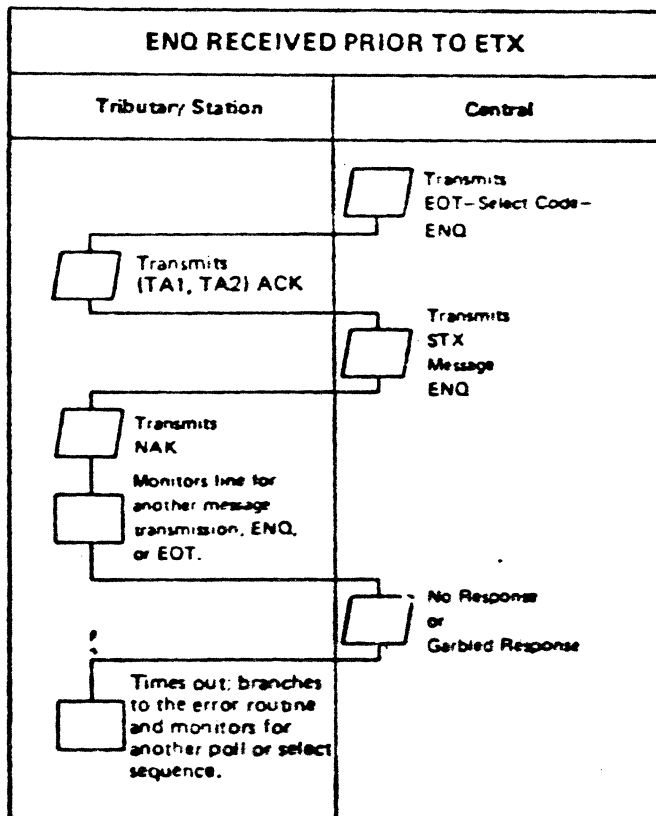 ENQ RECEIVED PRIOR TO ETX
Tributary Station
Central
Transmits
EOT-Select Code-
ENQ
Transmits
(TA1, TA2) ACK
Transmits
STX
Message
ENQ
Transmits
NAK
Monitors line for
another message
transmission, ENQ,
or EOT.
No Response
or
Garbled Response
Times out; branches
to the error routine
and monitors for
another poll or select
sequence.